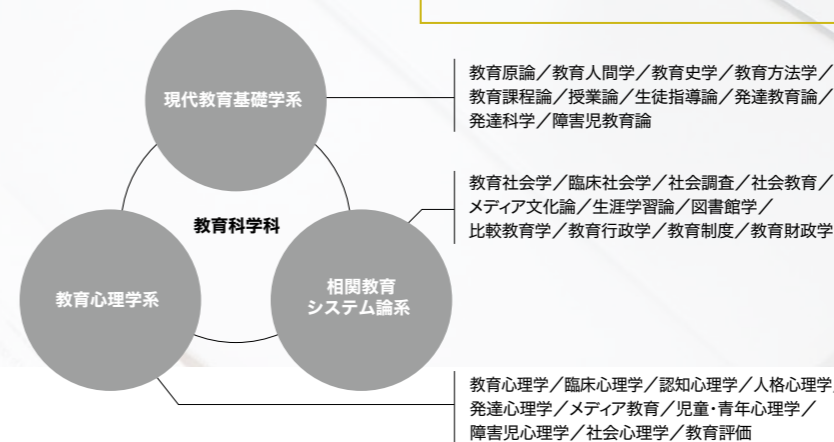 現代教育基礎学系
教育原論／教育人間学／教育史学／教育方法学／
教育課程論／授業論／生徒指導論／発達教育論／
発達科学／障害児教育論
教育科学科
教育社会学／臨床社会学／社会調査／社会教育／
メディア文化論／生涯学習論／図書館学／
比較教育学／教育行政学／教育制度／教育財政学
相関教育
システム論系
教育心理学系
教育心理学／臨床心理学／認知心理学／人格心理学／
発達心理学／メディア教育／児童・青年心理学／
障害児心理学／社会心理学／教育評価